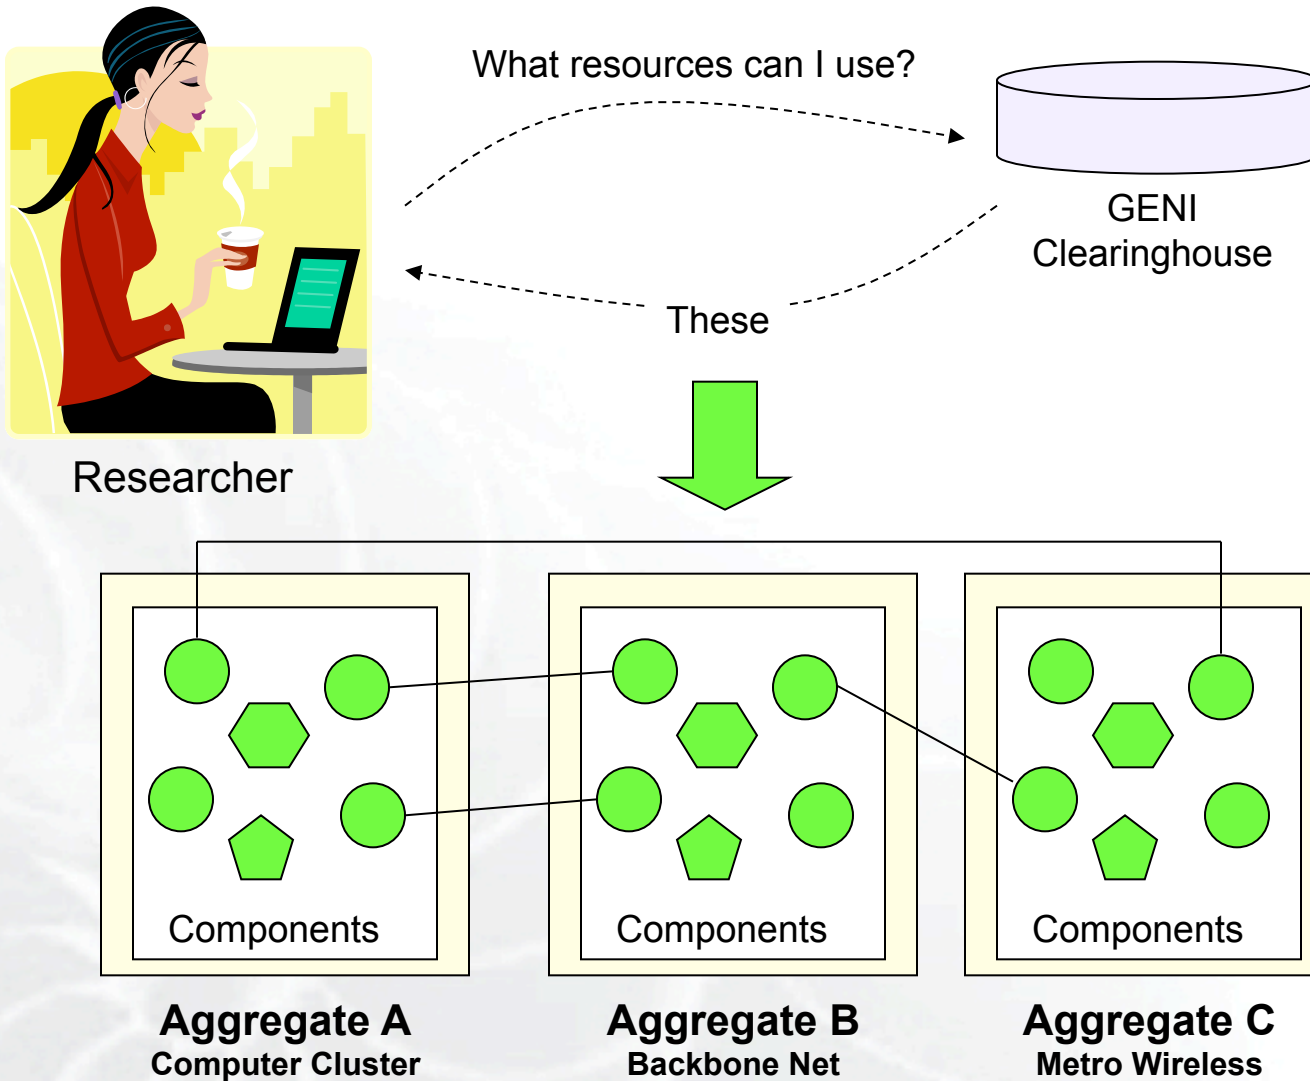 What resources can I use?
GENI
Clearinghouse
These
Researcher
Components
Components
Components
Aggregate A
Computer Cluster
Aggregate B
Backbone Net
Aggregate C
Metro Wireless